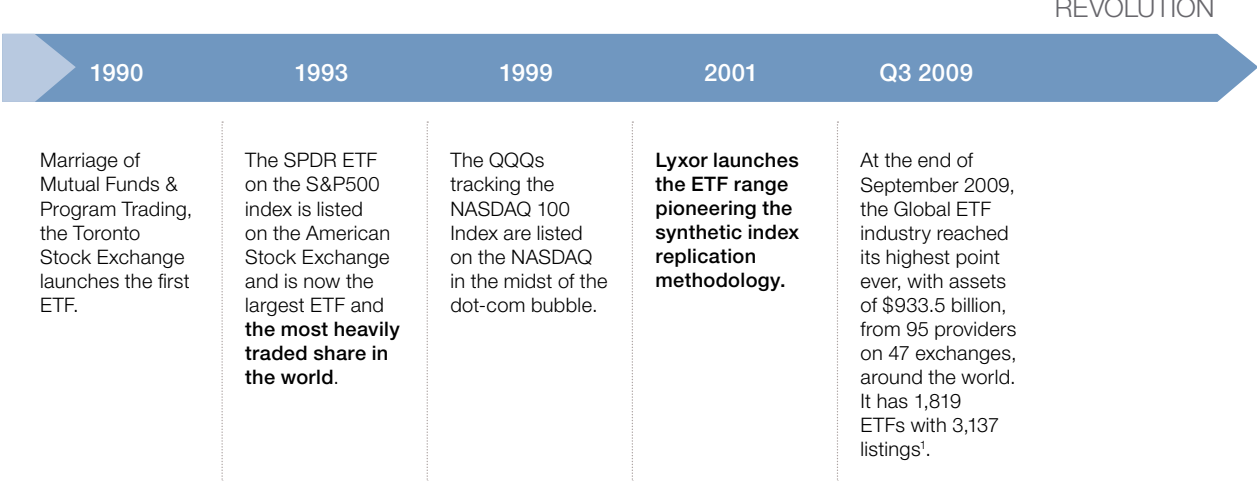 REVOLUTION
1990
1993
1999
2001
Q3 2009
Marriage of
Mutual Funds &
Program Trading,
the Toronto
Stock Exchange
launches the first
ETF.
The SPDR ETF
on the S&P500
index is listed
on the American
Stock Exchange
and is now the
largest ETF and
the most heavily
traded share in
the world.
The QQQs
tracking the
NASDAQ 100
Index are listed
on the NASDAQ
in the midst of the
dot-com bubble.
Lyxor launches
the ETF range
pioneering the
synthetic index
replication
methodology.
At the end of
September 2009,
the Global ETF
industry reached
its highest point
ever, with assets
of $933.5 billion,
from 95 providers
on 47 exchanges,
around the world.
It has 1,819
ETFs with 3,137
listings¹.